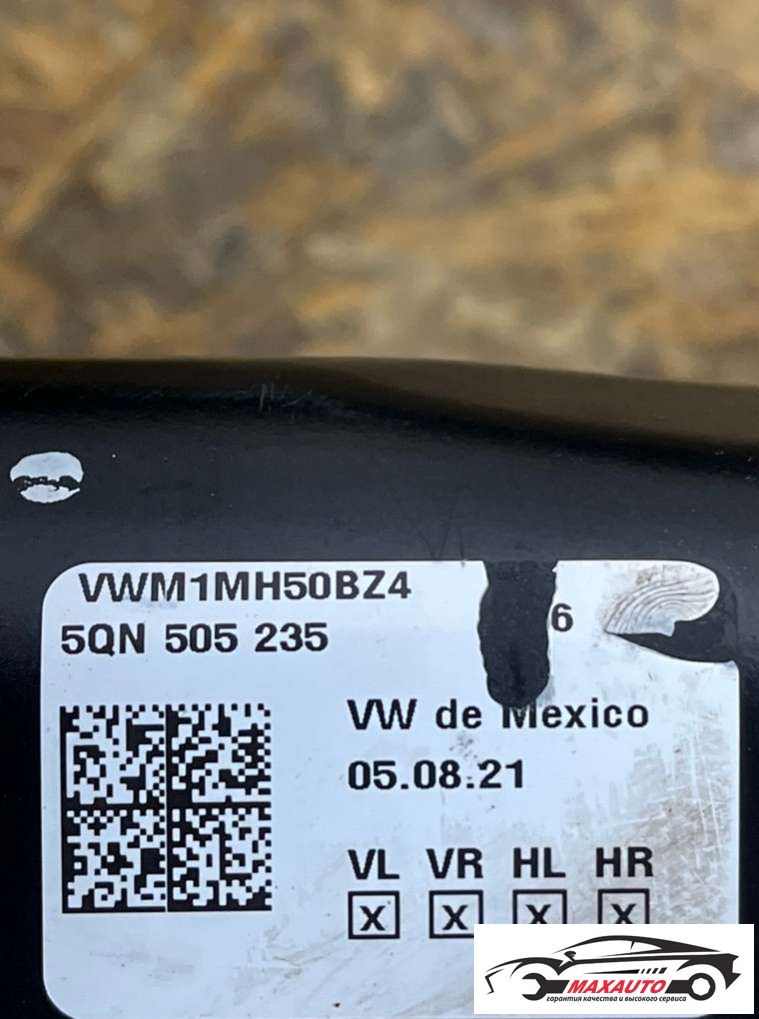 VWM1MH50BZ4
5QN 505 235
6
VW de Mexico
05.08.21
VL VR HL HR
X X X X
MAXAUTO
гарантия качества и высокого сервиса